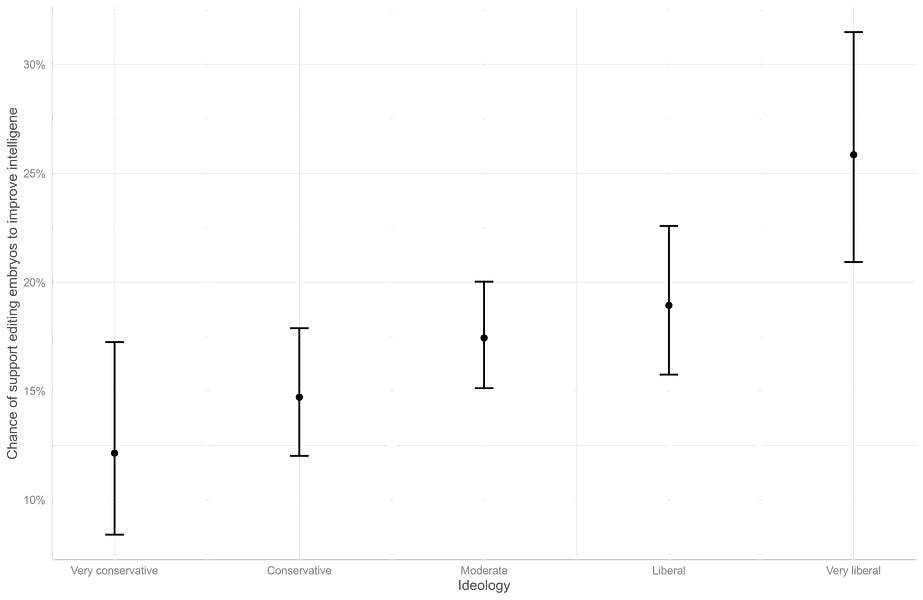 Chance of support editing embryos to improve intelligene
30%
25%
20%
15%
10%
Very conservative Conservative Moderate Liberal Very liberal
Ideology